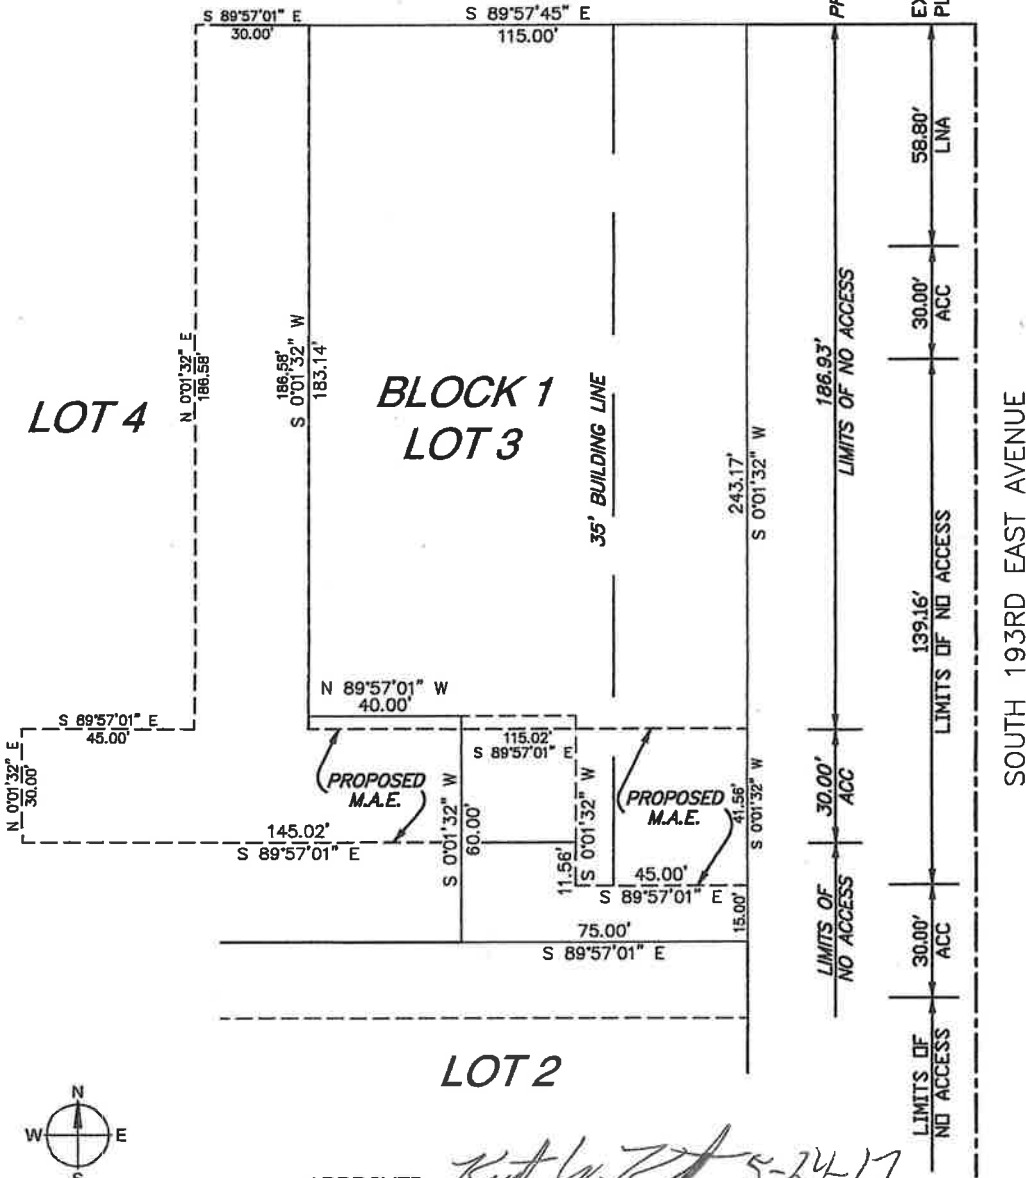 S 89°57'01" E
30.00'
S 89°57'45" E
115.00'
58.80'
LNA
30.00'
ACC
186.93'
LIMITS OF NO ACCESS
N 0°01'32" E
186.58'
186.58'
S 0°01'32" W
183.14'
LOT 4
BLOCK 1
LOT 3
35' BUILDING LINE
243.17'
S 0°01'32" W
139.16'
LIMITS OF NO ACCESS
SOUTH 193RD EAST AVENUE
N 89°57'01" W
40.00'
S 89°57'01" E
45.00'
115.02'
S 89°57'01" E
N 0°01'32" E
30.00'
PROPOSED
M.A.E.
S 0°01'32" W
60.00'
S 0°01'32" W
11.56'
PROPOSED
M.A.E.
41.56'
S 0°01'32" W
30.00'
ACC
145.02'
S 89°57'01" E
45.00'
S 89°57'01" E
15.00'
LIMITS OF
NO ACCESS
30.00'
ACC
75.00'
S 89°57'01" E
LIMITS OF
NO ACCESS
LOT 2
N
W
E
S
5-24-17